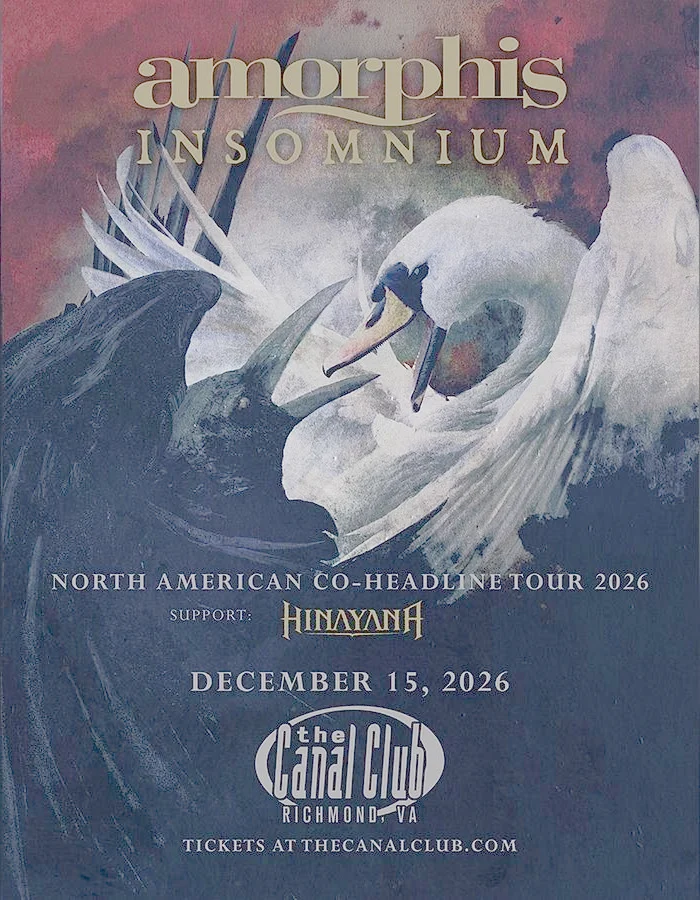 amorphis
INSOMNIUM
NORTH AMERICAN CO-HEADLINE TOUR 2026
SUPPORT: HINAYANA
DECEMBER 15, 2026
the
Canal Club
RICHMOND, VA
TICKETS AT THECANALCLUB.COM